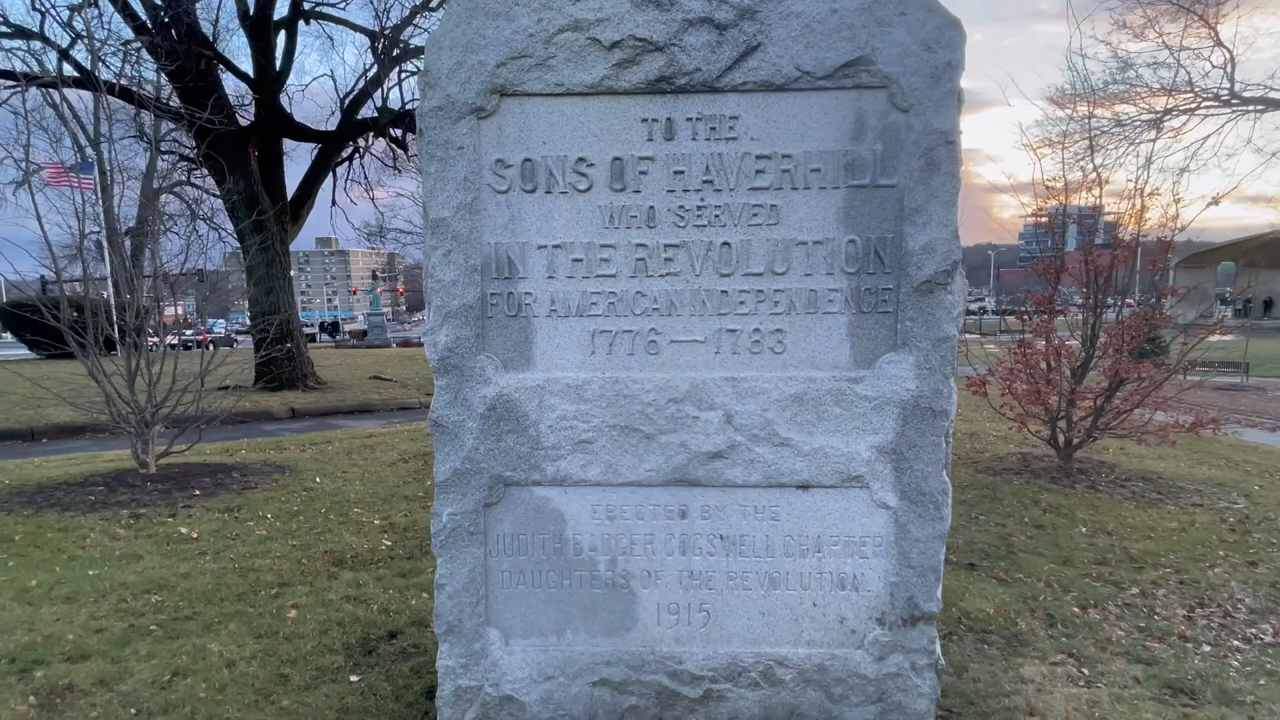 TO THE
SONS OF HAVERHILL
WHO SERVED
IN THE REVOLUTION
FOR AMERICAN INDEPENDENCE
1776—1783
ERECTED BY THE
JUDITH BADGER COGSWELL CHAPTER
DAUGHTERS OF THE REVOLUTION.
1915